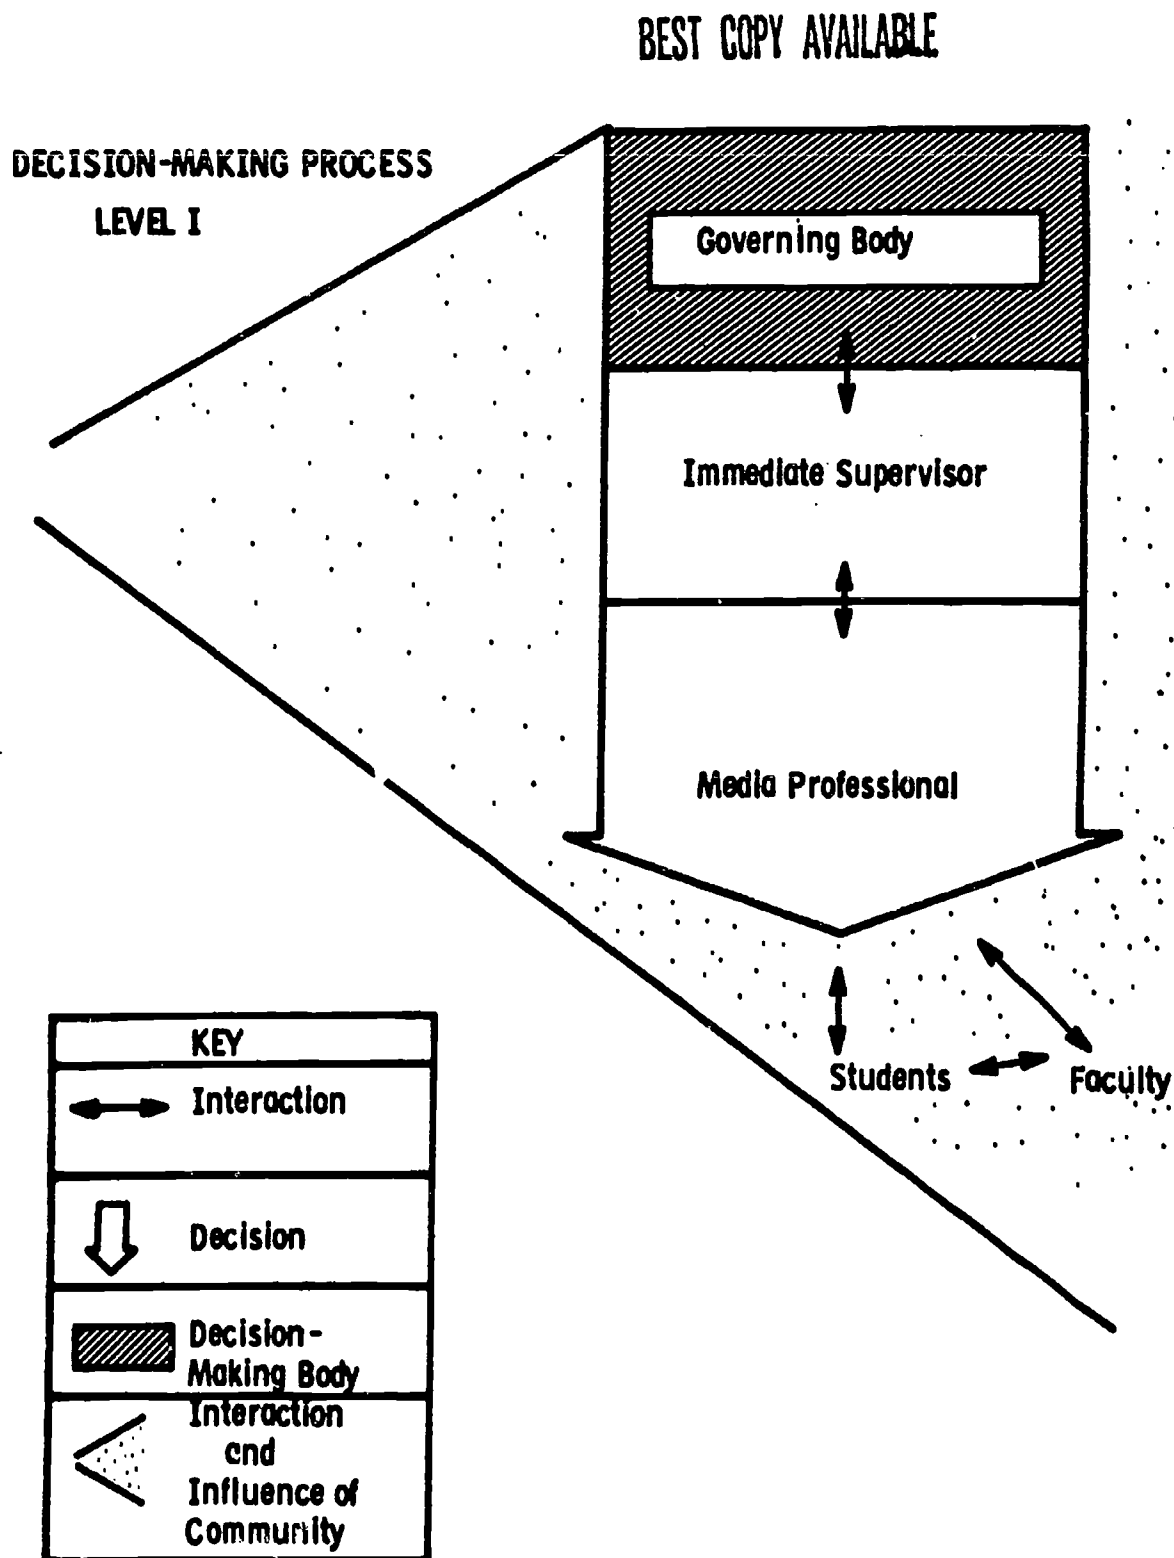 BEST COPY AVAILABLE
DECISION-MAKING PROCESS
LEVEL I
Governing Body
Immediate Supervisor
Media Professional
Students
Faculty
KEY
Interaction
Decision
Decision-
Making Body
Interaction
and
Influence of
Community